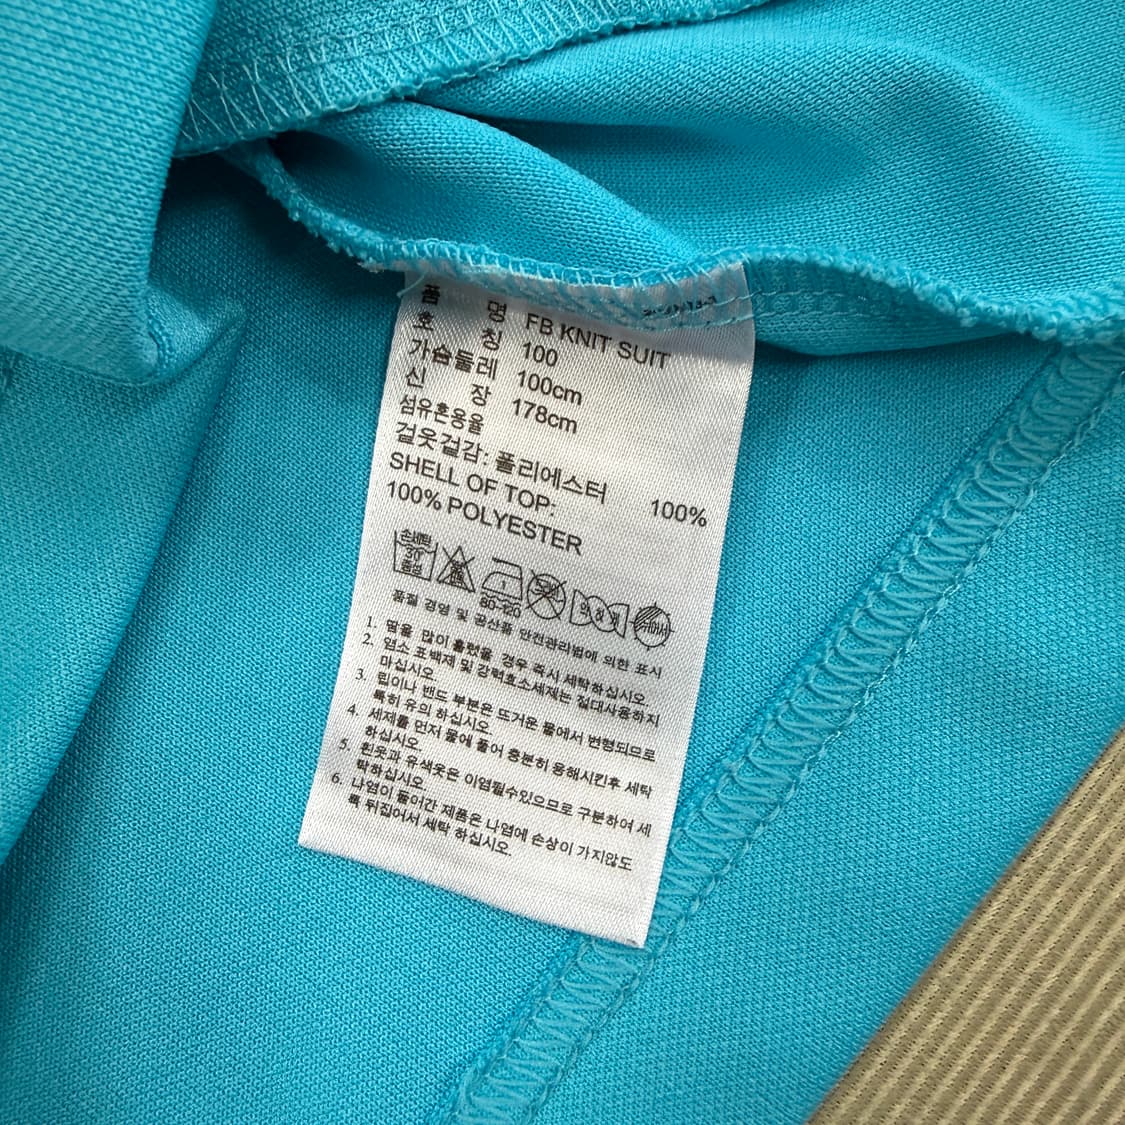 품 명 FB KNIT SUIT
호 칭 100
가슴둘레 100cm
신 장 178cm
섬유혼용율
겉옷겉감: 폴리에스터 100%
SHELL OF TOP:
100% POLYESTER
손세탁 30 중성 80~120
품질 경영 및 공산품 안전관리법에 의한 표시
1. 땀을 많이 흘렸을 경우 즉시 세탁하십시오
2. 염소 표백제 및 강력효소세제는 절대사용하지
마십시오.
3. 립이나 밴드 부분은 뜨거운 물에서 변형되므로
특히 유의 하십시오.
4. 세제를 먼저 물에 풀어 충분히 용해시킨후 세탁
하십시오.
5. 흰옷과 유색옷은 이염될수있으므로 구분하여 세
탁하십시오.
6. 나염이 들어간 제품은 나염에 손상이 가지않도
록 뒤집어서 세탁 하십시오.